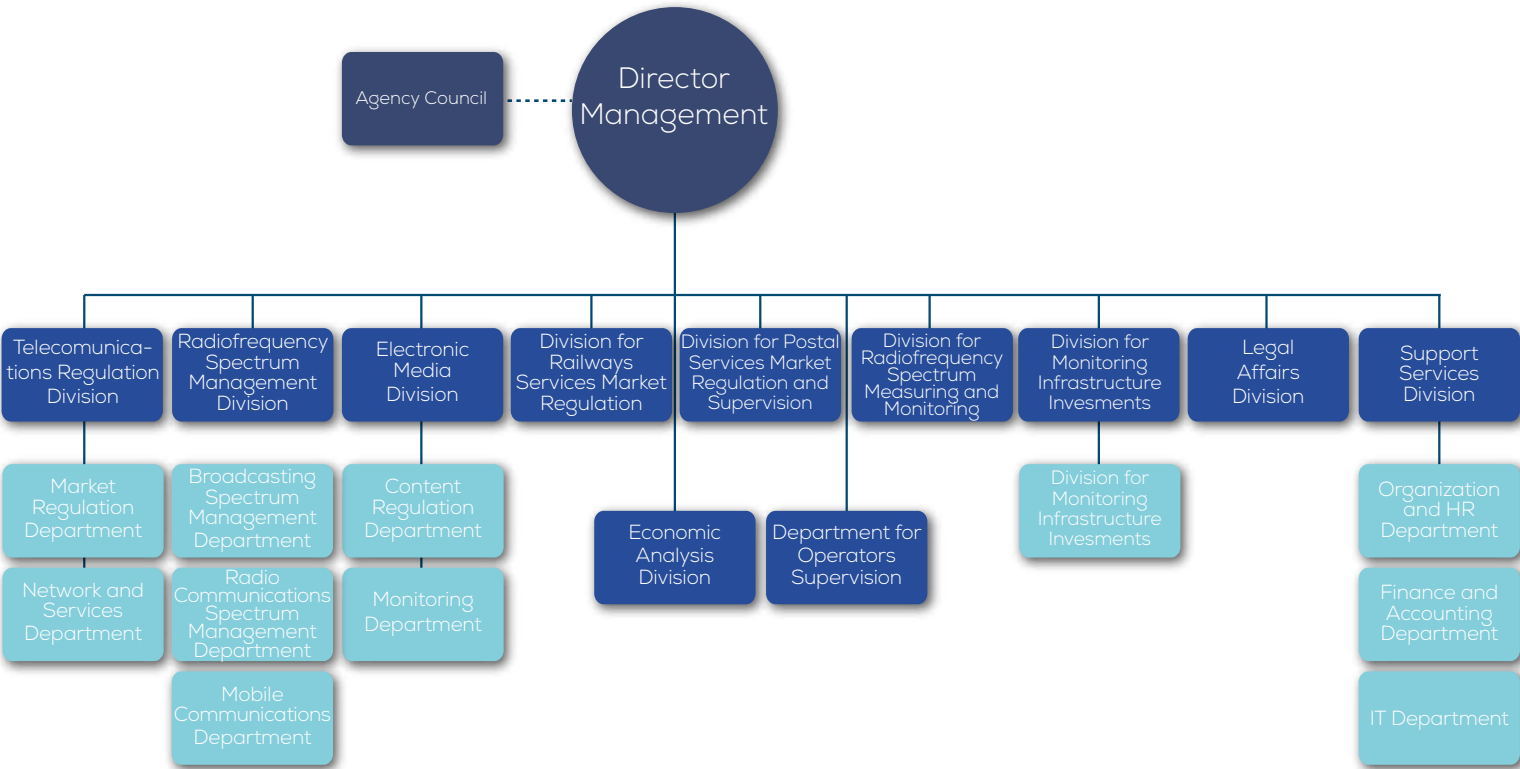 Agency Council
Director
Management
Telecomunica-
tions Regulation
Division
Radiofrequency
Spectrum
Management
Division
Electronic
Media
Division
Division for
Railways
Services Market
Regulation
Division for Postal
Services Market
Regulation and
Supervision
Division for
Radiofrequency
Spectrum
Measuring and
Monitoring
Division for
Monitoring
Infrastructure
Invesments
Legal
Affairs
Division
Support
Services
Division
Market
Regulation
Department
Broadcasting
Spectrum
Management
Department
Content
Regulation
Department
Division for
Monitoring
Infrastructure
Invesments
Organization
and HR
Department
Economic
Analysis
Division
Department for
Operators
Supervision
Network and
Services
Department
Radio
Communications
Spectrum
Management
Department
Monitoring
Department
Finance and
Accounting
Department
Mobile
Communications
Department
IT Department